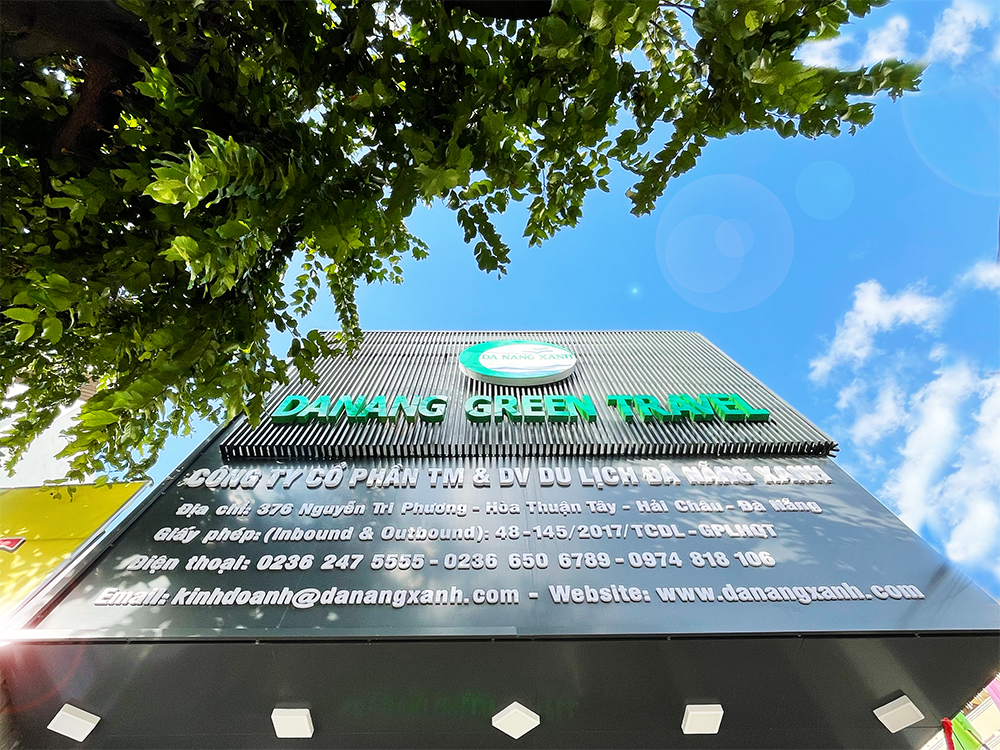 ĐÀ NẴNG XANH
DANANG GREEN TRAVEL
CÔNG TY CỔ PHẦN TM & DV DU LỊCH ĐÀ NẴNG XANH
Địa chỉ: 376 Nguyễn Tri Phương - Hòa Thuận Tây - Hải Châu - Đà Nẵng
Giấy phép: (Inbound & Outbound): 48-145/2017/TCDL - GPLHQT
Điện thoại: 0236 247 5555 - 0236 650 6789 - 0974 818 106
Email: kinhdoanh@danangxanh.com - Website: www.danangxanh.com